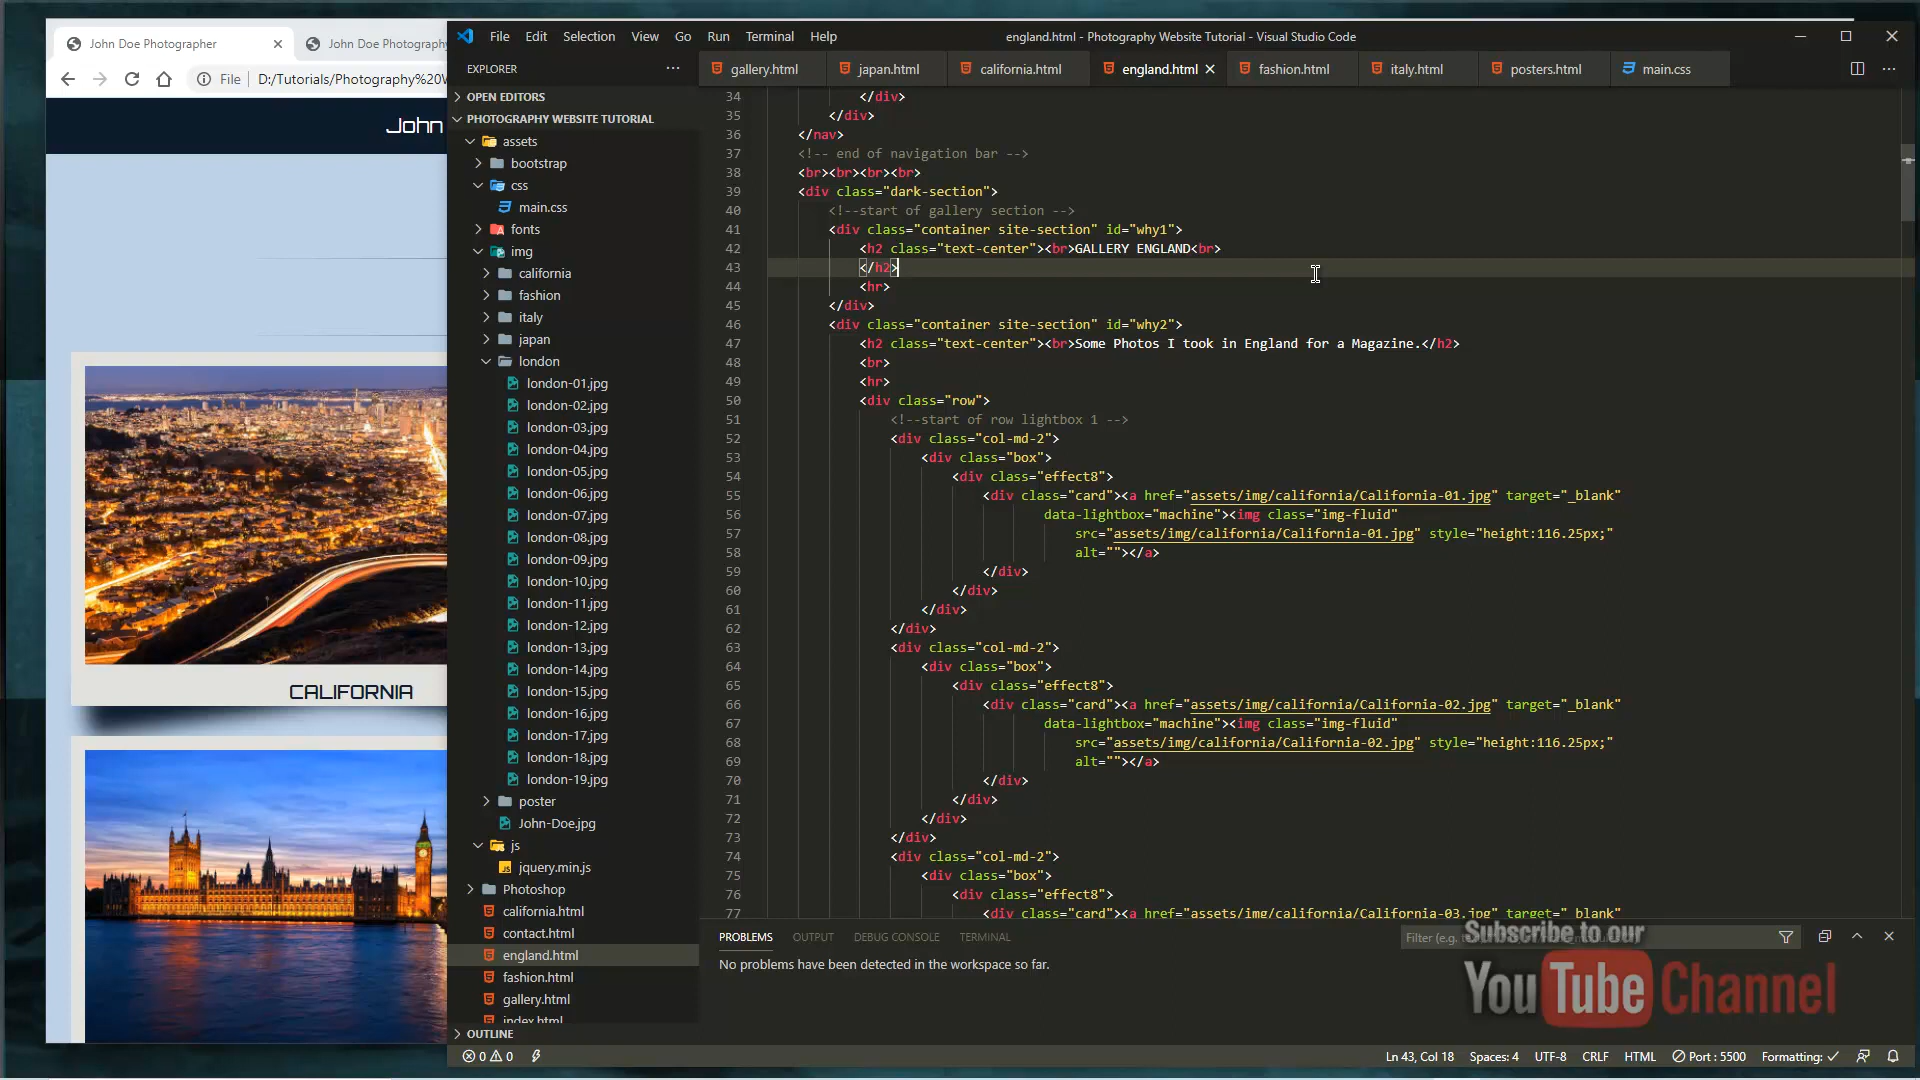 John Doe Photographer
John Doe Photography
File
D:/Tutorials/Photography%20W
John
CALIFORNIA
File Edit Selection View Go Run Terminal Help
england.html - Photography Website Tutorial - Visual Studio Code
EXPLORER
OPEN EDITORS
PHOTOGRAPHY WEBSITE TUTORIAL
assets
bootstrap
css
main.css
fonts
img
california
fashion
italy
japan
london
london-01.jpg
london-02.jpg
london-03.jpg
london-04.jpg
london-05.jpg
london-06.jpg
london-07.jpg
london-08.jpg
london-09.jpg
london-10.jpg
london-11.jpg
london-12.jpg
london-13.jpg
london-14.jpg
london-15.jpg
london-16.jpg
london-17.jpg
london-18.jpg
london-19.jpg
poster
John-Doe.jpg
js
jquery.min.js
Photoshop
california.html
contact.html
england.html
fashion.html
gallery.html
index.html
OUTLINE
gallery.html japan.html california.html england.html fashion.html italy.html posters.html main.css
34 </div>
35 </div>
36 </nav>
37 <!-- end of navigation bar -->
38 <br><br><br><br>
39 <div class="dark-section">
40 <!--start of gallery section -->
41 <div class="container site-section" id="why1">
42 <h2 class="text-center"><br>GALLERY ENGLAND<br>
43 </h2>
44 <hr>
45 </div>
46 <div class="container site-section" id="why2">
47 <h2 class="text-center"><br>Some Photos I took in England for a Magazine.</h2>
48 <br>
49 <hr>
50 <div class="row">
51 <!--start of row lightbox 1 -->
52 <div class="col-md-2">
53 <div class="box">
54 <div class="effect8">
55 <div class="card"><a href="assets/img/california/California-01.jpg" target="_blank"
56 data-lightbox="machine"><img class="img-fluid"
57 src="assets/img/california/California-01.jpg" style="height:116.25px;"
58 alt=""></a>
59 </div>
60 </div>
61 </div>
62 </div>
63 <div class="col-md-2">
64 <div class="box">
65 <div class="effect8">
66 <div class="card"><a href="assets/img/california/California-02.jpg" target="_blank"
67 data-lightbox="machine"><img class="img-fluid"
68 src="assets/img/california/California-02.jpg" style="height:116.25px;"
69 alt=""></a>
70 </div>
71 </div>
72 </div>
73 </div>
74 <div class="col-md-2">
75 <div class="box">
76 <div class="effect8">
77 <div class="card"><a href="assets/img/california/California-03.jpg" target="_blank"
PROBLEMS OUTPUT DEBUG CONSOLE TERMINAL
Filter (e.g.
No problems have been detected in the workspace so far.
Subscribe to our
YouTube Channel
0 0
Ln 43, Col 18 Spaces: 4 UTF-8 CRLF HTML Port : 5500 Formatting: ✓